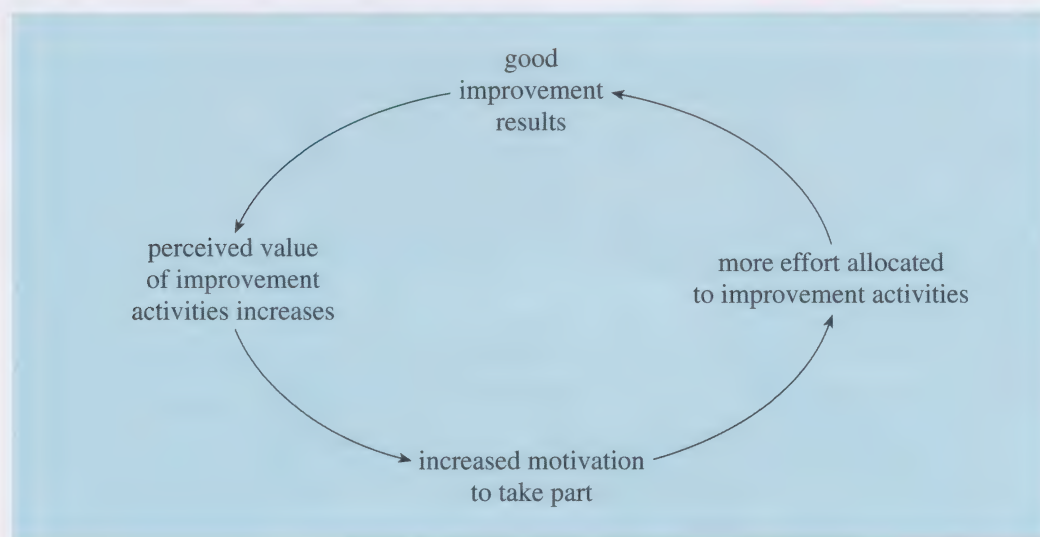 good
improvement
results
perceived value
of improvement
activities increases
more effort allocated
to improvement activities
increased motivation
to take part